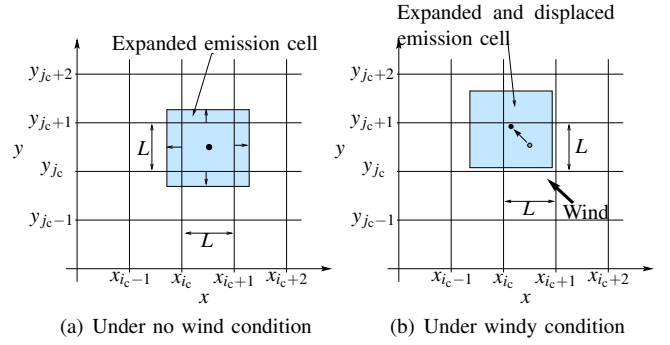 Expanded emission cell
y_{j_c+2}
y_{j_c+1}
y
L
y_{j_c}
y_{j_c−1}
L
x_{i_c−1} x_{i_c} x_{i_c+1} x_{i_c+2}
x
(a) Under no wind condition
Expanded and displaced
emission cell
y_{j_c+2}
y_{j_c+1}
y
L
y_{j_c}
y_{j_c−1}
L
Wind
x_{i_c−1} x_{i_c} x_{i_c+1} x_{i_c+2}
x
(b) Under windy condition